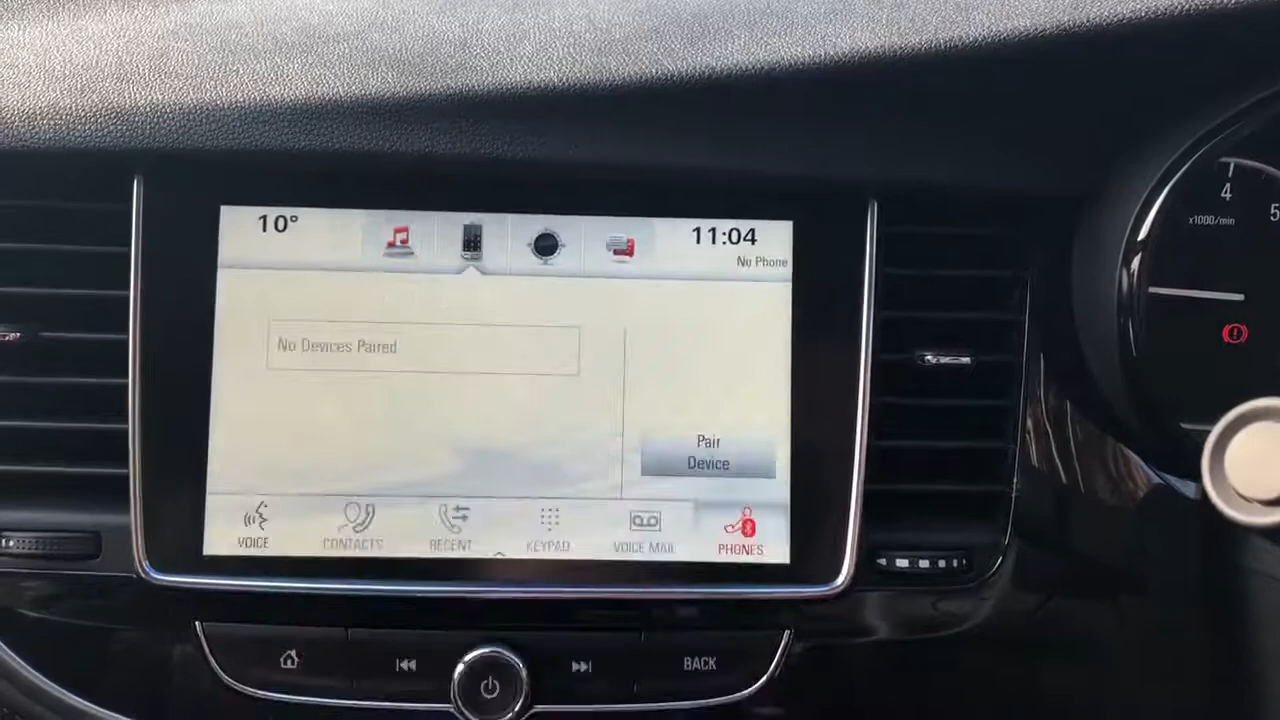 10°
11:04
No Phone
No Devices Paired
Pair
Device
VOICE
CONTACTS
RECENT
KEYPAD
VOICE MAIL
PHONES
BACK
4
5
x1000/min